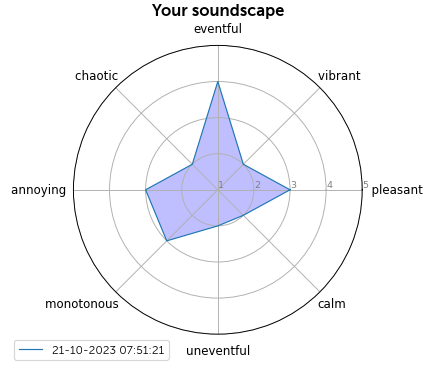 Your soundscape
eventful
chaotic
vibrant
annoying
1 2 3 4 5
pleasant
monotonous
calm
21-10-2023 07:51:21
uneventful